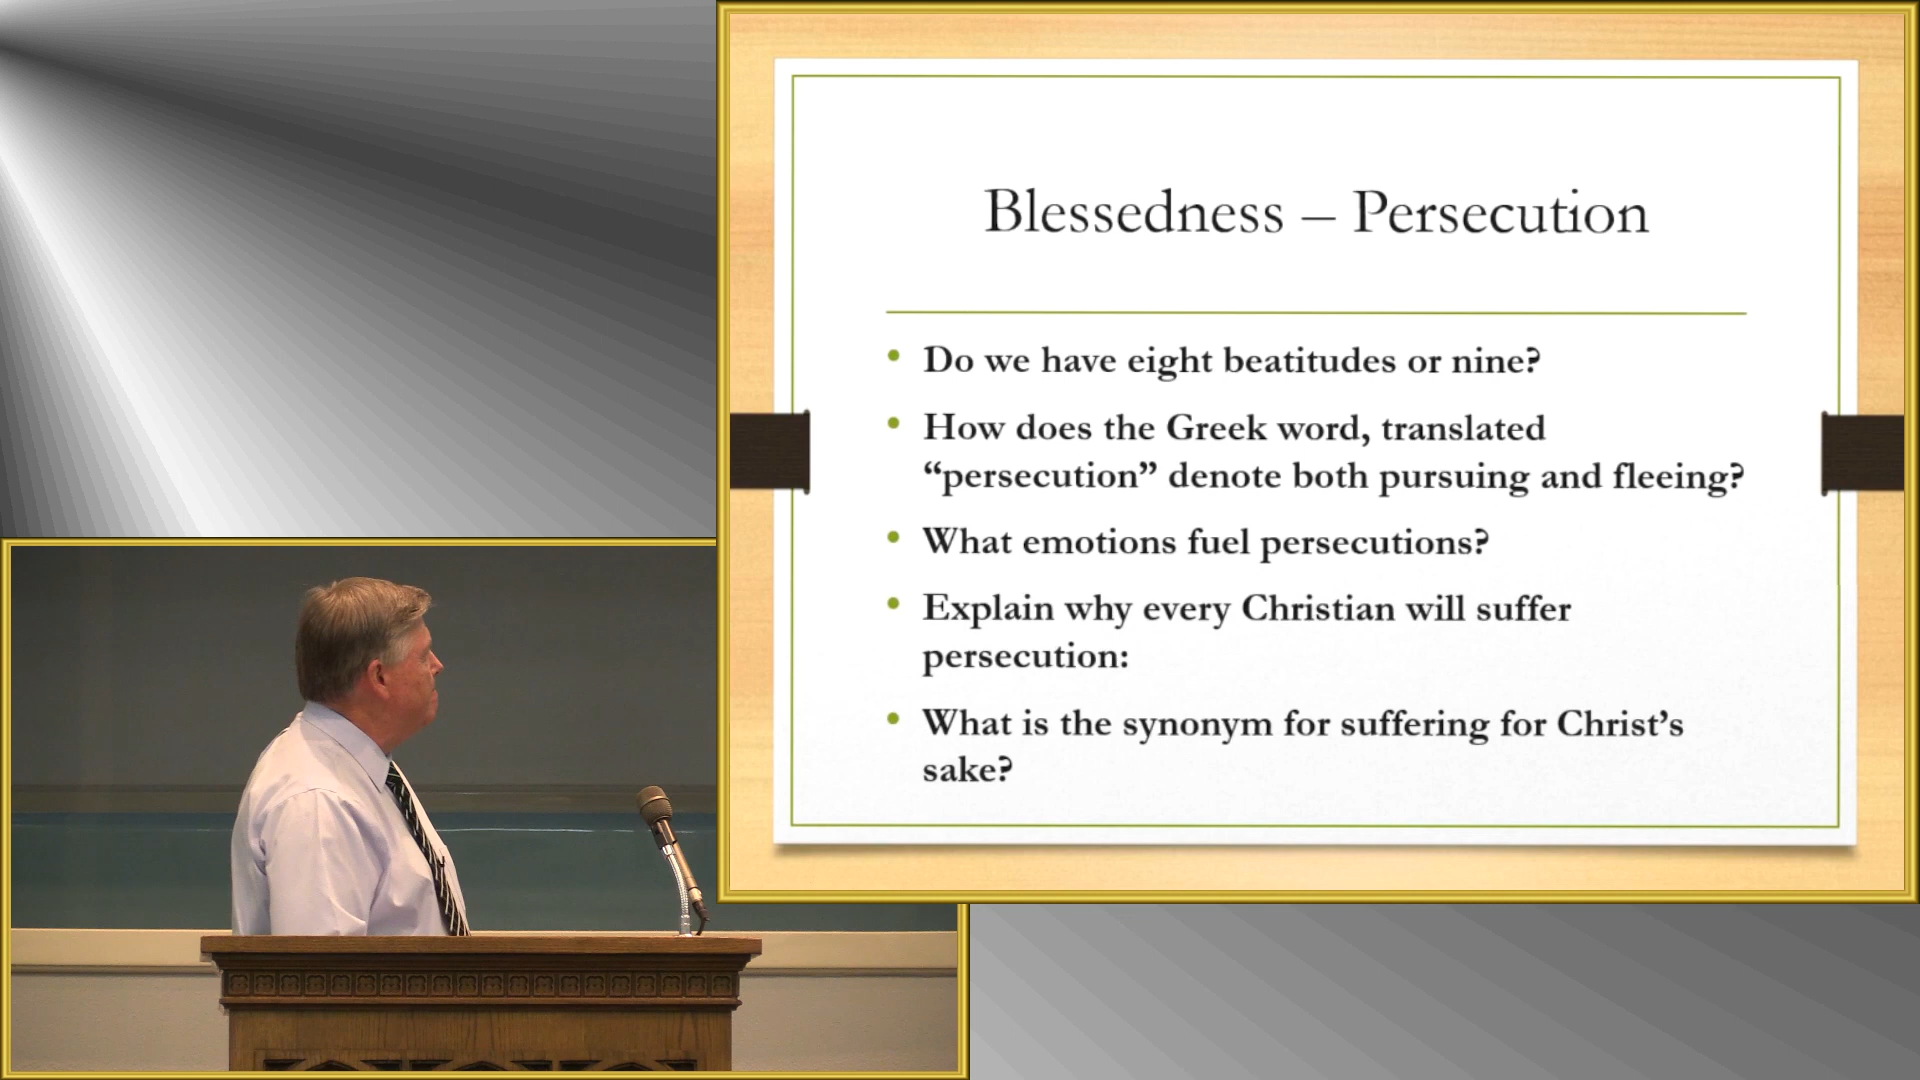 Blessedness – Persecution
• Do we have eight beatitudes or nine?
• How does the Greek word, translated
“persecution” denote both pursuing and fleeing?
• What emotions fuel persecutions?
• Explain why every Christian will suffer
persecution:
• What is the synonym for suffering for Christ’s
sake?